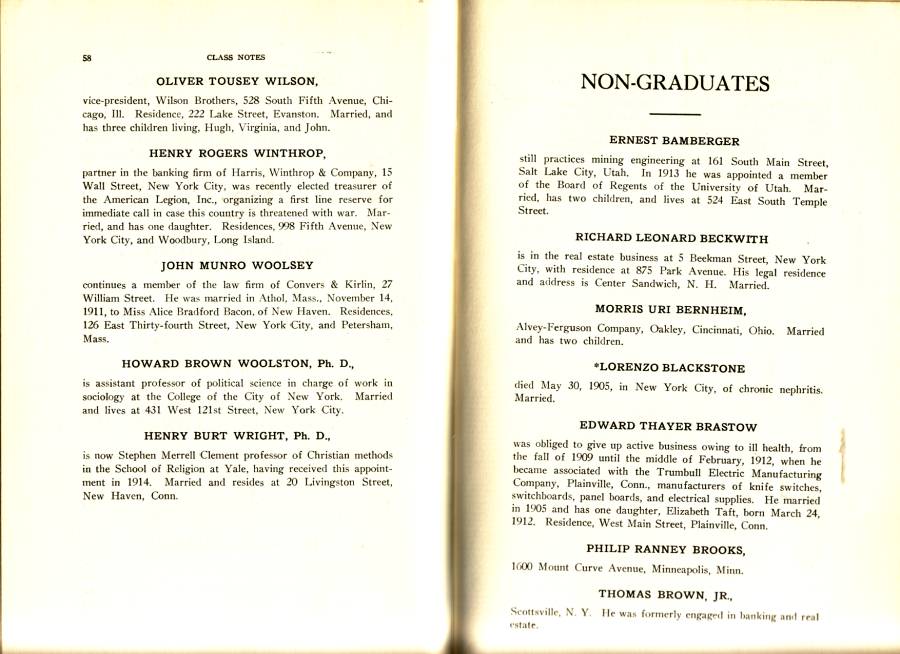 58
CLASS NOTES
OLIVER TOUSEY WILSON,
vice-president, Wilson Brothers, 528 South Fifth Avenue, Chi-
cago, Ill. Residence, 222 Lake Street, Evanston. Married, and
has three children living, Hugh, Virginia, and John.
HENRY ROGERS WINTHROP,
partner in the banking firm of Harris, Winthrop & Company, 15
Wall Street, New York City, was recently elected treasurer of
the American Legion, Inc., organizing a first line reserve for
immediate call in case this country is threatened with war. Mar-
ried, and has one daughter. Residences, 998 Fifth Avenue, New
York City, and Woodbury, Long Island.
JOHN MUNRO WOOLSEY
continues a member of the law firm of Convers & Kirlin, 27
William Street. He was married in Athol, Mass., November 14,
1911, to Miss Alice Bradford Bacon, of New Haven. Residences,
126 East Thirty-fourth Street, New York City, and Petersham,
Mass.
HOWARD BROWN WOOLSTON, Ph. D.,
is assistant professor of political science in charge of work in
sociology at the College of the City of New York. Married
and lives at 431 West 121st Street, New York City.
HENRY BURT WRIGHT, Ph. D.,
is now Stephen Merrell Clement professor of Christian methods
in the School of Religion at Yale, having received this appoint-
ment in 1914. Married and resides at 20 Livingston Street,
New Haven, Conn.
NON-GRADUATES
ERNEST BAMBERGER
still practices mining engineering at 161 South Main Street,
Salt Lake City, Utah. In 1913 he was appointed a member
of the Board of Regents of the University of Utah. Mar-
ried, has two children, and lives at 524 East South Temple
Street.
RICHARD LEONARD BECKWITH
is in the real estate business at 5 Beekman Street, New York
City, with residence at 875 Park Avenue. His legal residence
and address is Center Sandwich, N. H. Married.
MORRIS URI BERNHEIM,
Alvey-Ferguson Company, Oakley, Cincinnati, Ohio. Married
and has two children.
*LORENZO BLACKSTONE
died May 30, 1905, in New York City, of chronic nephritis.
Married.
EDWARD THAYER BRASTOW
was obliged to give up active business owing to ill health, from
the fall of 1909 until the middle of February, 1912, when he
became associated with the Trumbull Electric Manufacturing
Company, Plainville, Conn., manufacturers of knife switches,
switchboards, panel boards, and electrical supplies. He married
in 1905 and has one daughter, Elizabeth Taft, born March 24,
1912. Residence, West Main Street, Plainville, Conn.
PHILIP RANNEY BROOKS,
1600 Mount Curve Avenue, Minneapolis, Minn.
THOMAS BROWN, JR.,
Scottsville, N. Y. He was formerly engaged in banking and real
estate.